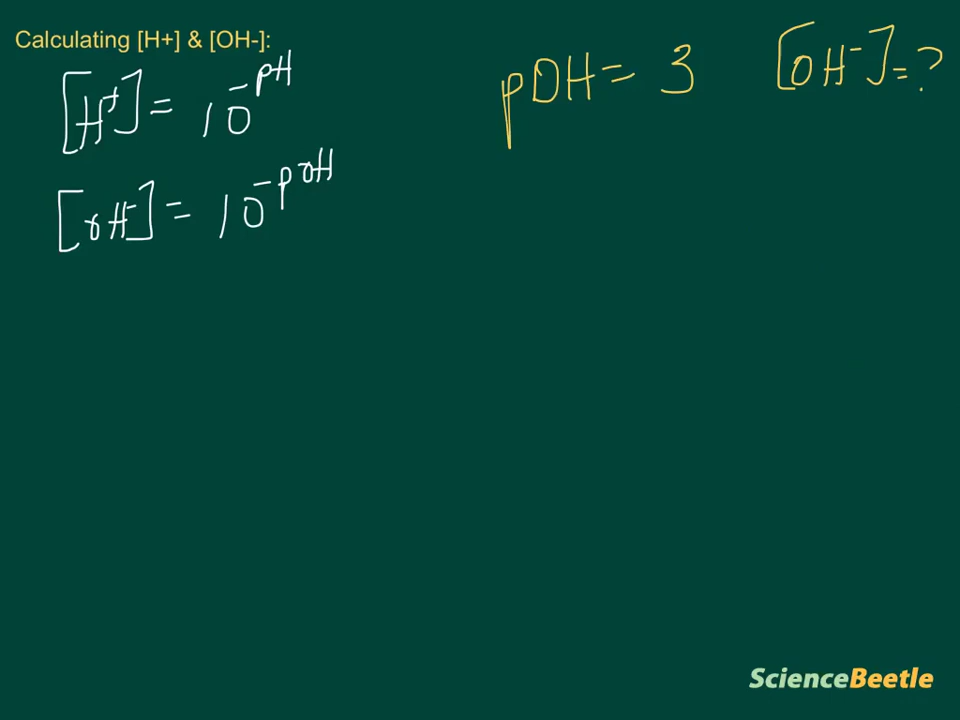 Calculating [H+] & [OH-]:
[H⁺] = 10⁻ᵖᴴ
pOH = 3 [OH⁻] = ?
[OH⁻] = 10⁻ᵖᴼᴴ
ScienceBeetle